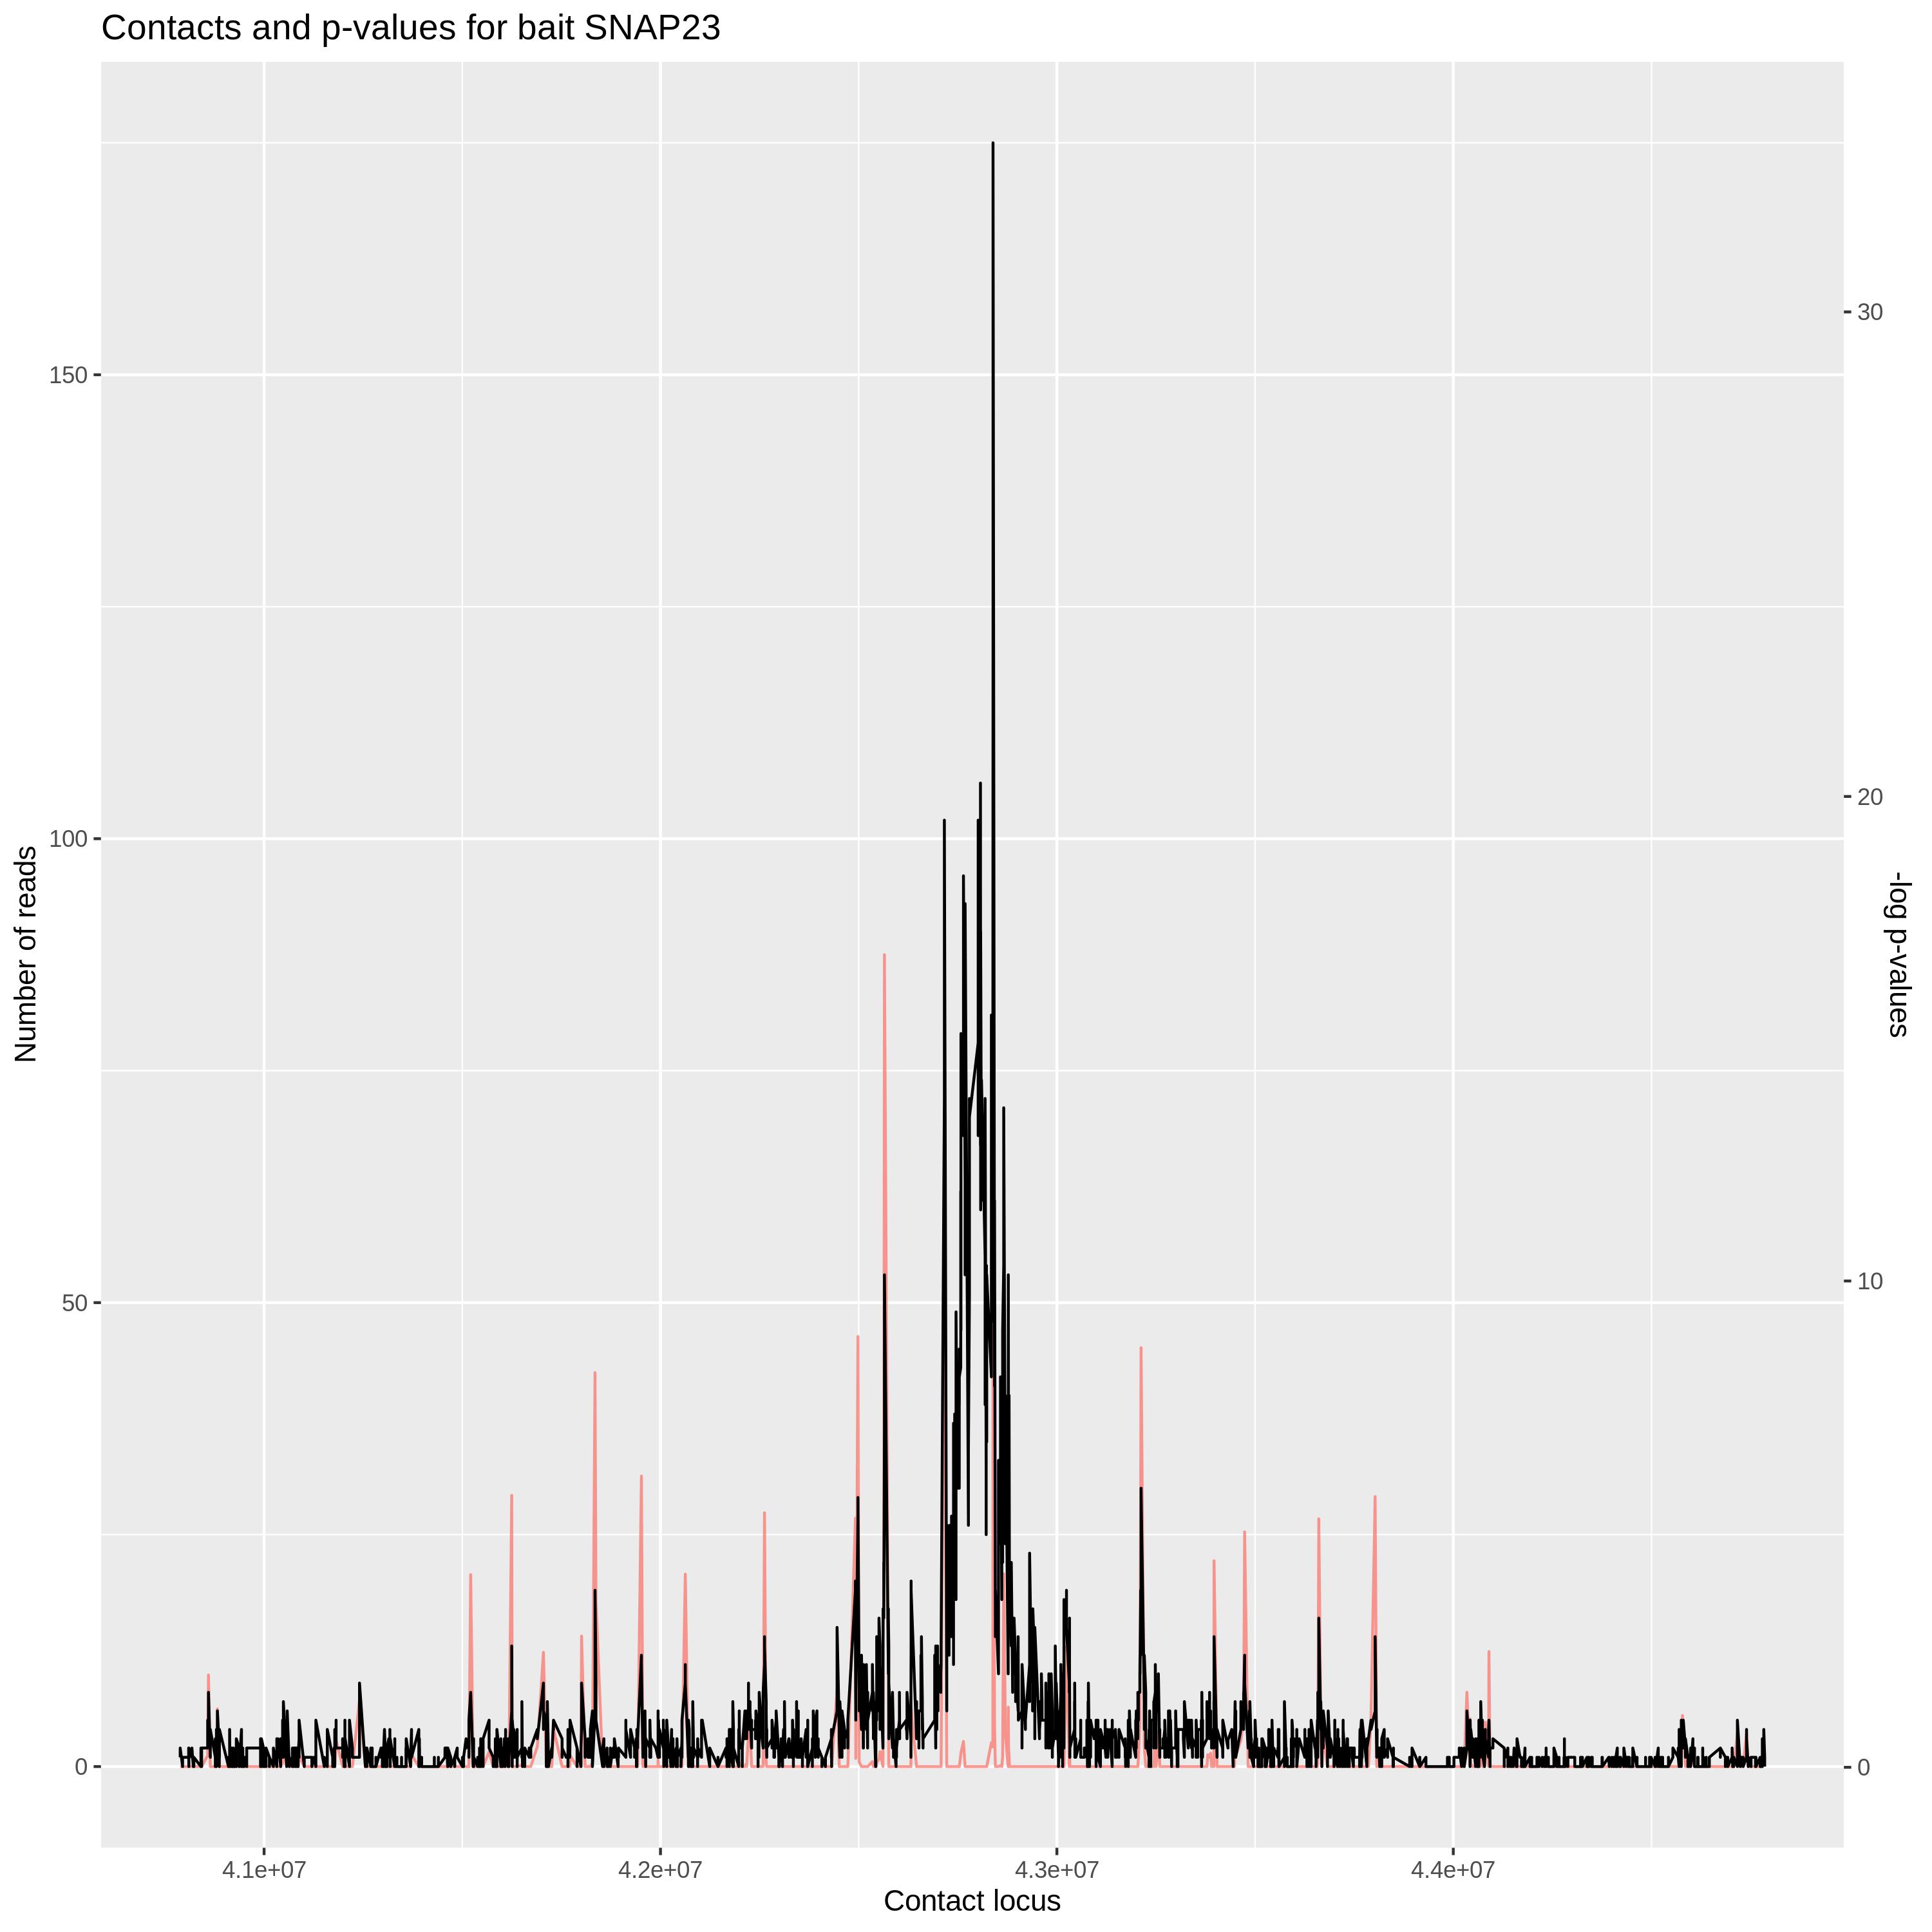 Contacts and p-values for bait SNAP23
150
100
50
0
Number of reads
30
20
10
0
-log p-values
4.1e+07 4.2e+07 4.3e+07 4.4e+07
Contact locus